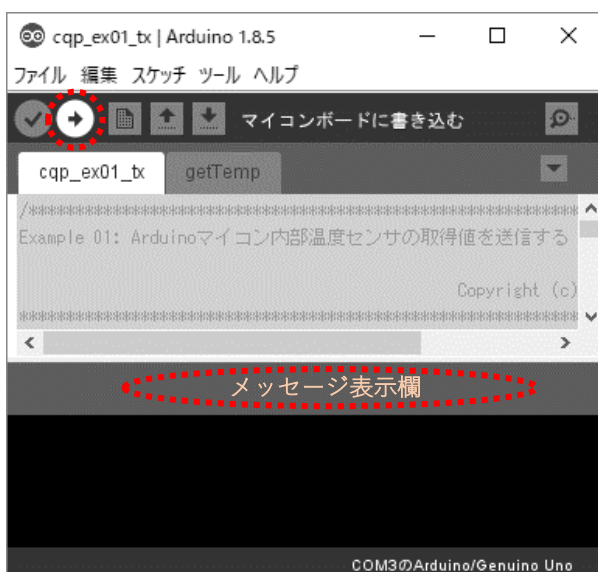 cqp_ex01_tx | Arduino 1.8.5
ファイル 編集 スケッチ ツール ヘルプ
マイコンボードに書き込む
cqp_ex01_tx getTemp
/***********************************************************************
Example 01: Arduinoマイコン内部温度センサの取得値を送信する
Copyright (c)
***********************************************************************
メッセージ表示欄
COM3のArduino/Genuino Uno